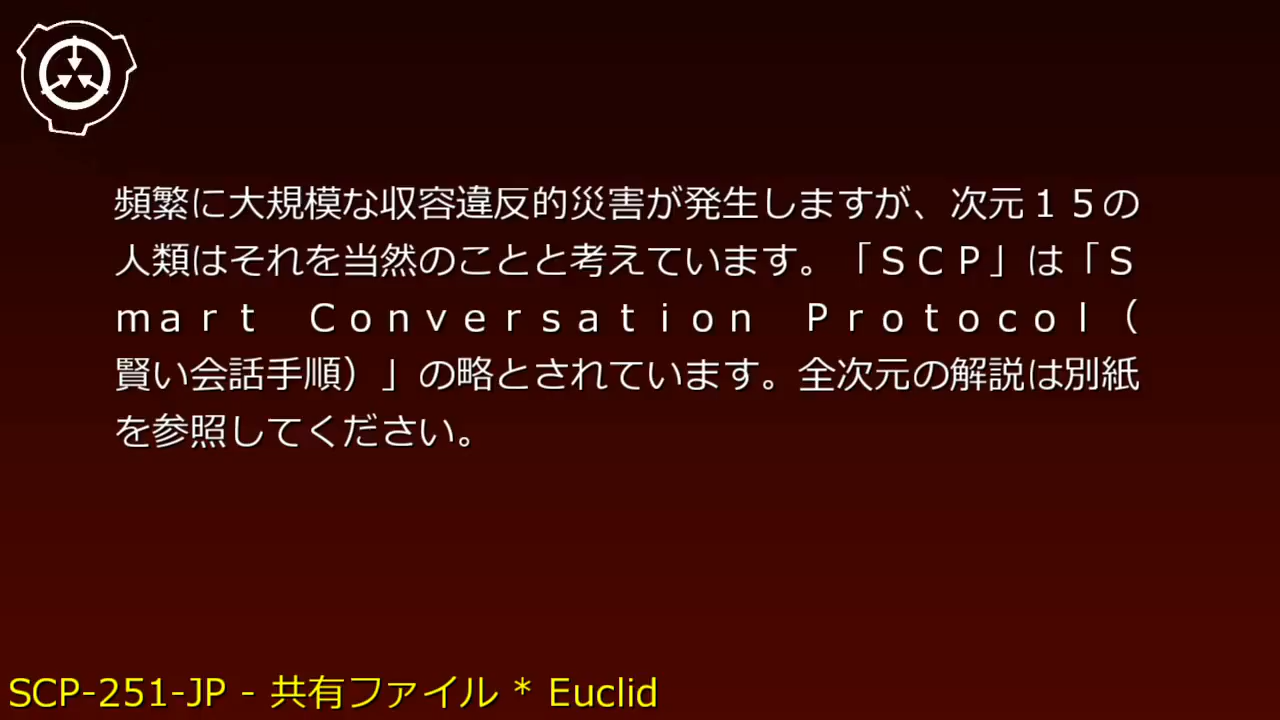 頻繁に大規模な収容違反的災害が発生しますが、次元１５の
人類はそれを当然のことと考えています。「ＳＣＰ」は「Ｓ
ｍａｒｔ　Ｃｏｎｖｅｒｓａｔｉｏｎ　Ｐｒｏｔｏｃｏｌ（
賢い会話手順）」の略とされています。全次元の解説は別紙
を参照してください。
SCP-251-JP - 共有ファイル * Euclid